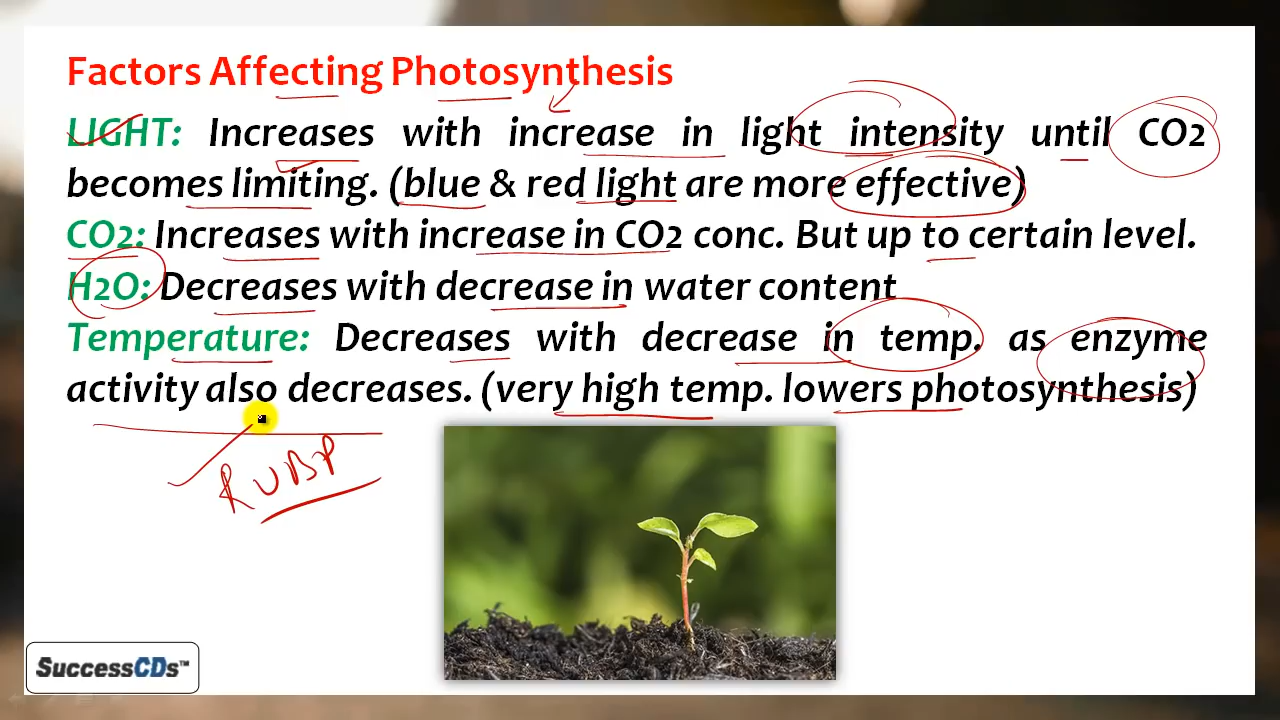 Factors Affecting Photosynthesis
LIGHT: Increases with increase in light intensity until CO2
becomes limiting. (blue & red light are more effective)
CO2: Increases with increase in CO2 conc. But up to certain level.
H2O: Decreases with decrease in water content
Temperature: Decreases with decrease in temp. as enzyme
activity also decreases. (very high temp. lowers photosynthesis)
RUBP
SuccessCDs™